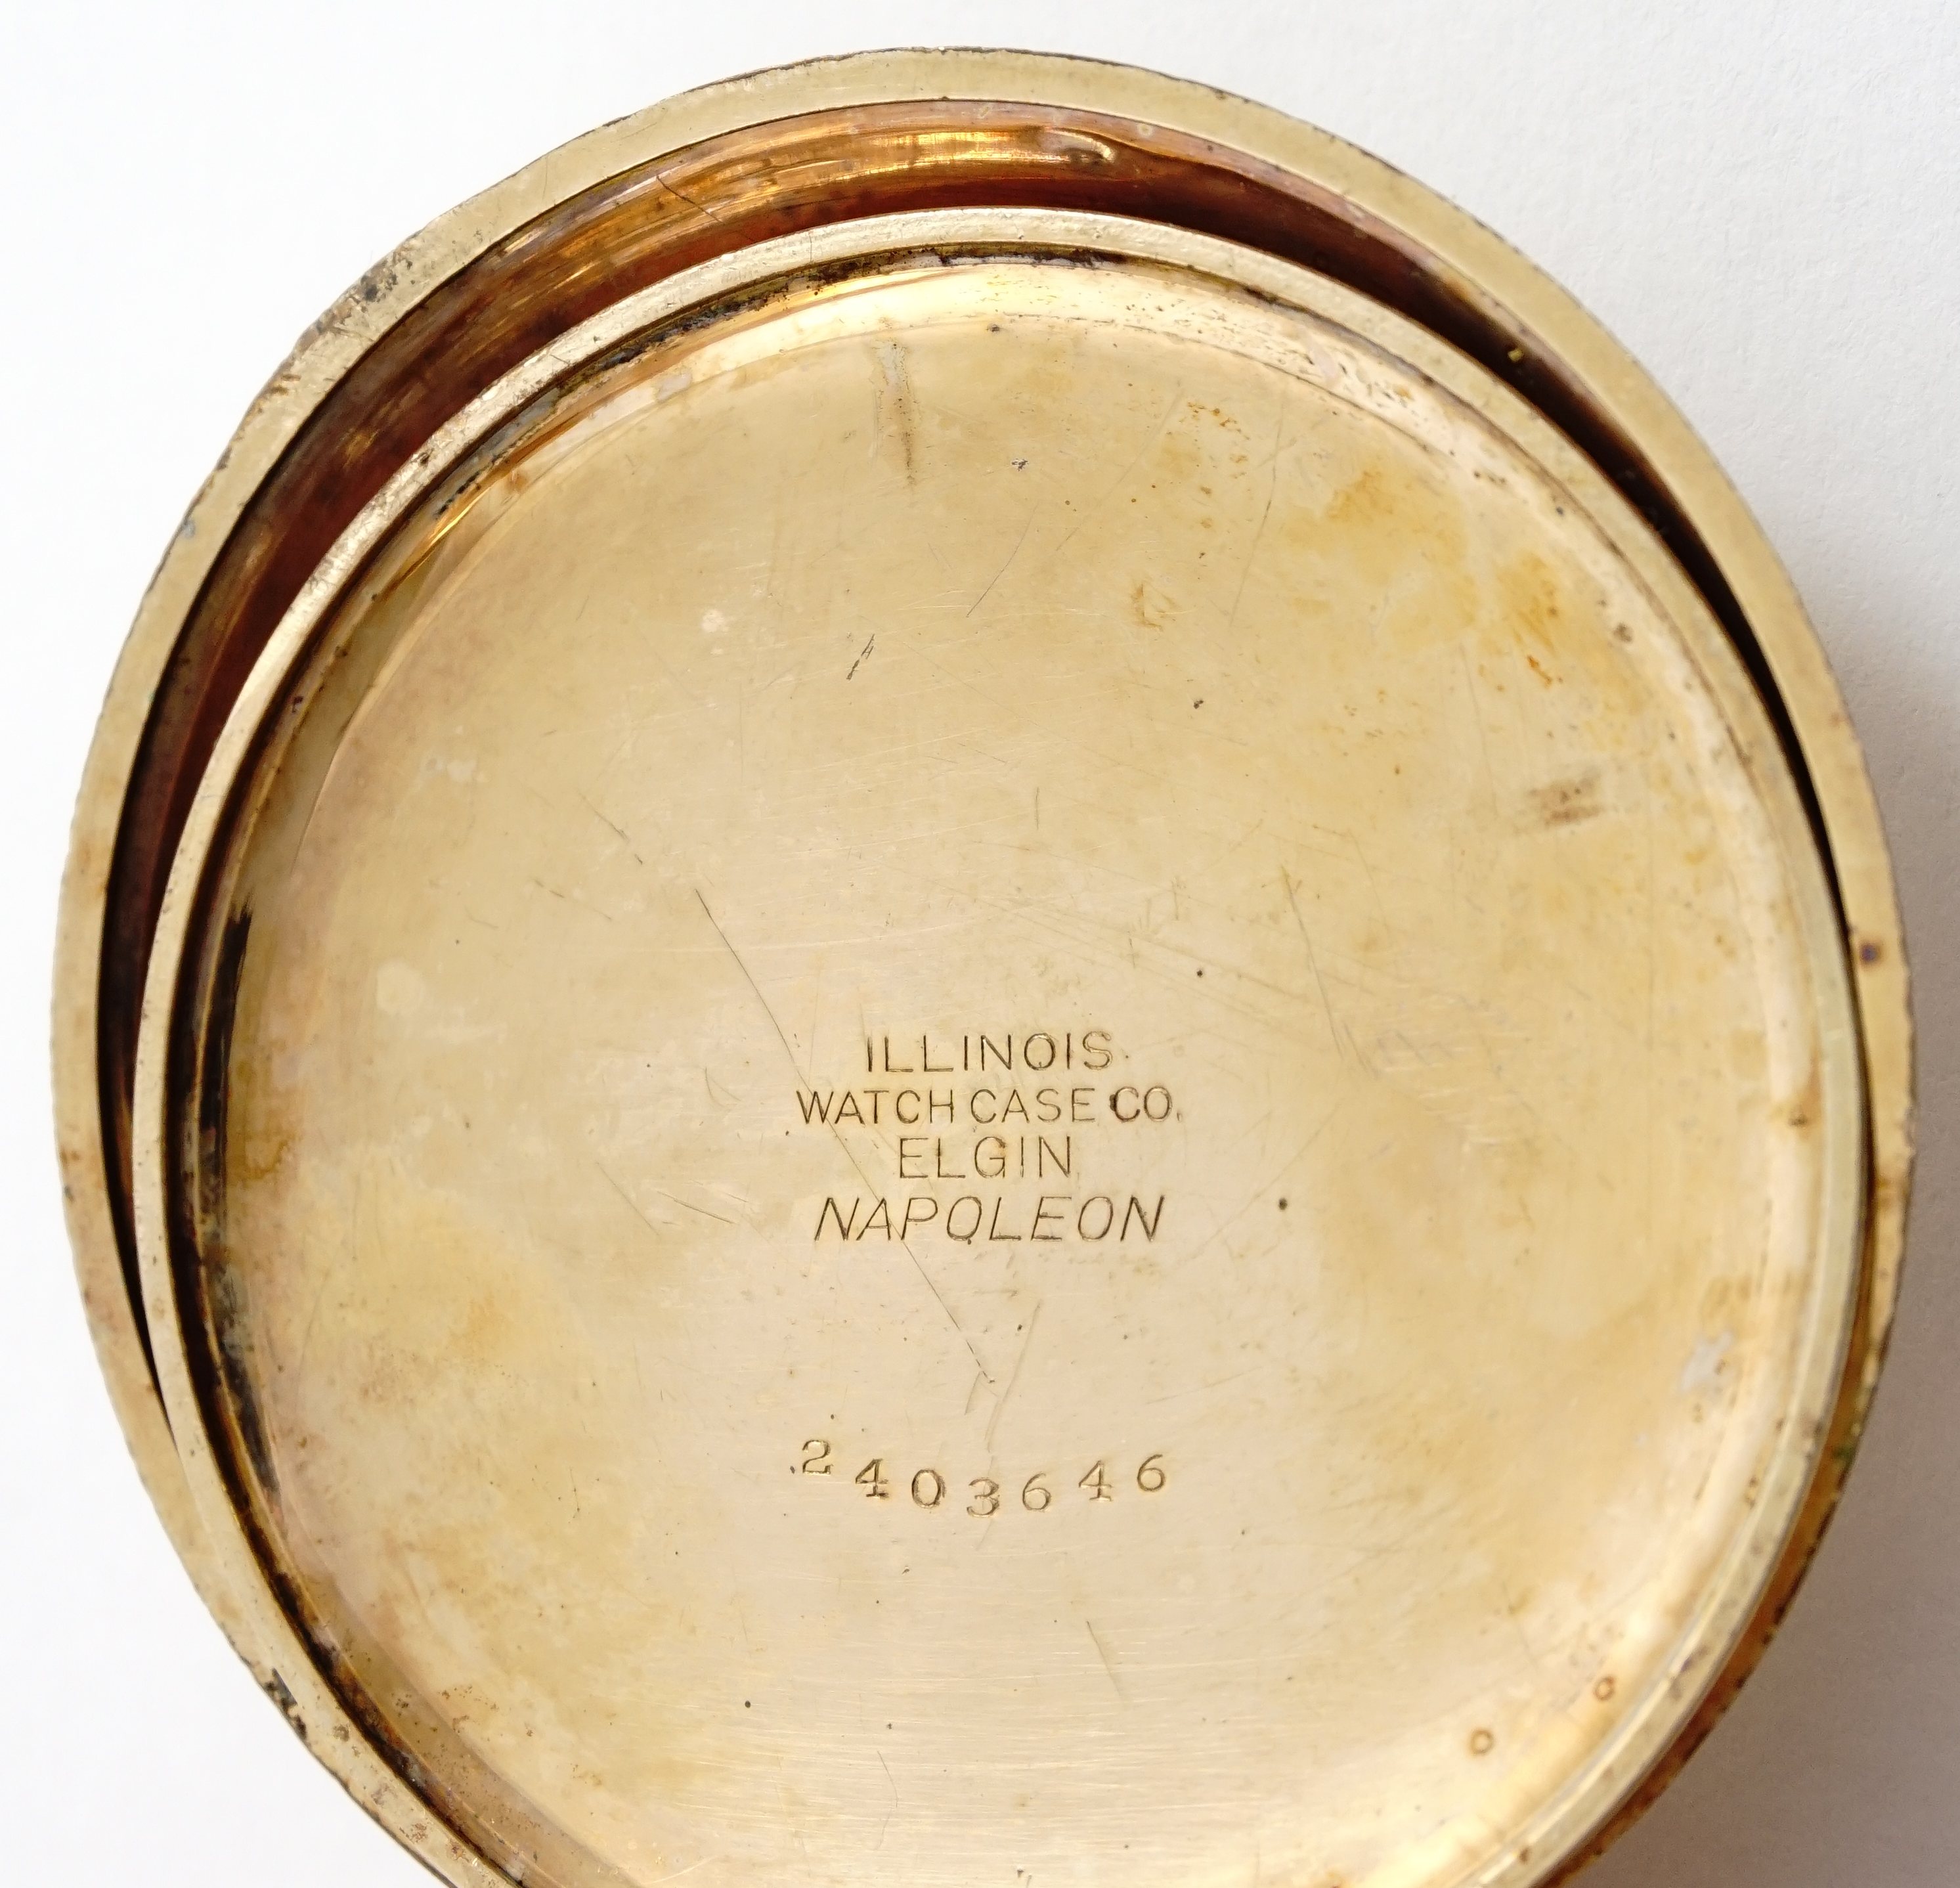 ILLINOIS
WATCH CASE CO.
ELGIN
NAPOLEON
2403646